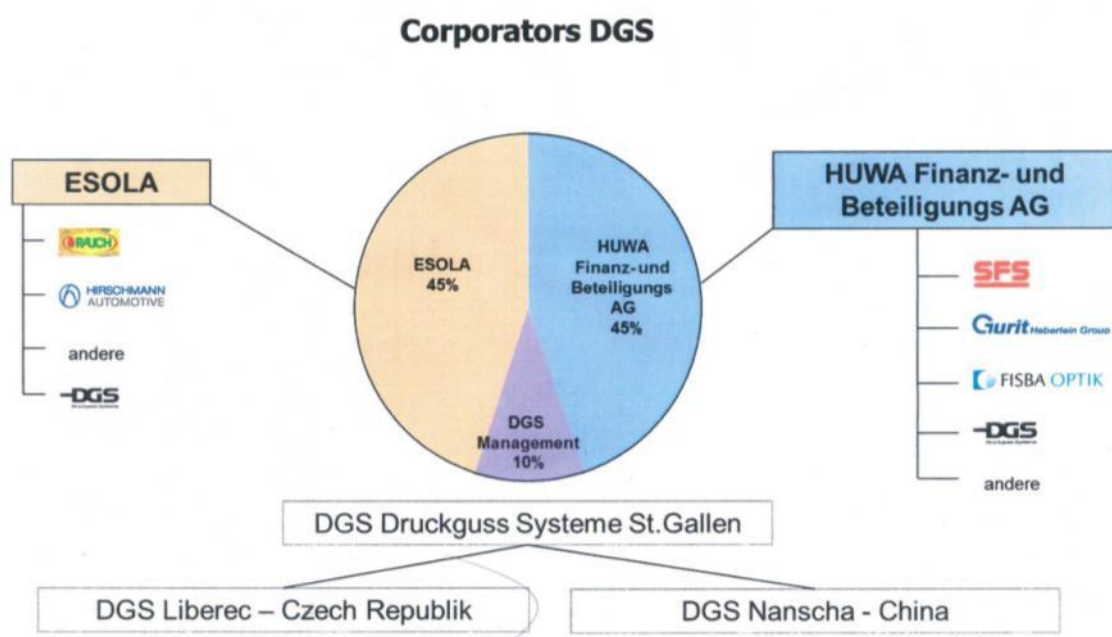 Corporators DGS
ESOLA
RAUCH
HIRSCHMANN
AUTOMOTIVE
andere
DGS
ESOLA
45%
HUWA
Finanz-und
Beteiligungs
AG
45%
DGS
Management
10%
HUWA Finanz- und
Beteiligungs AG
SFS
Gurit Heberlein Group
FISBA OPTIK
DGS
Druckguss Systeme
andere
DGS Druckguss Systeme St.Gallen
DGS Liberec – Czech Republik
DGS Nanscha - China